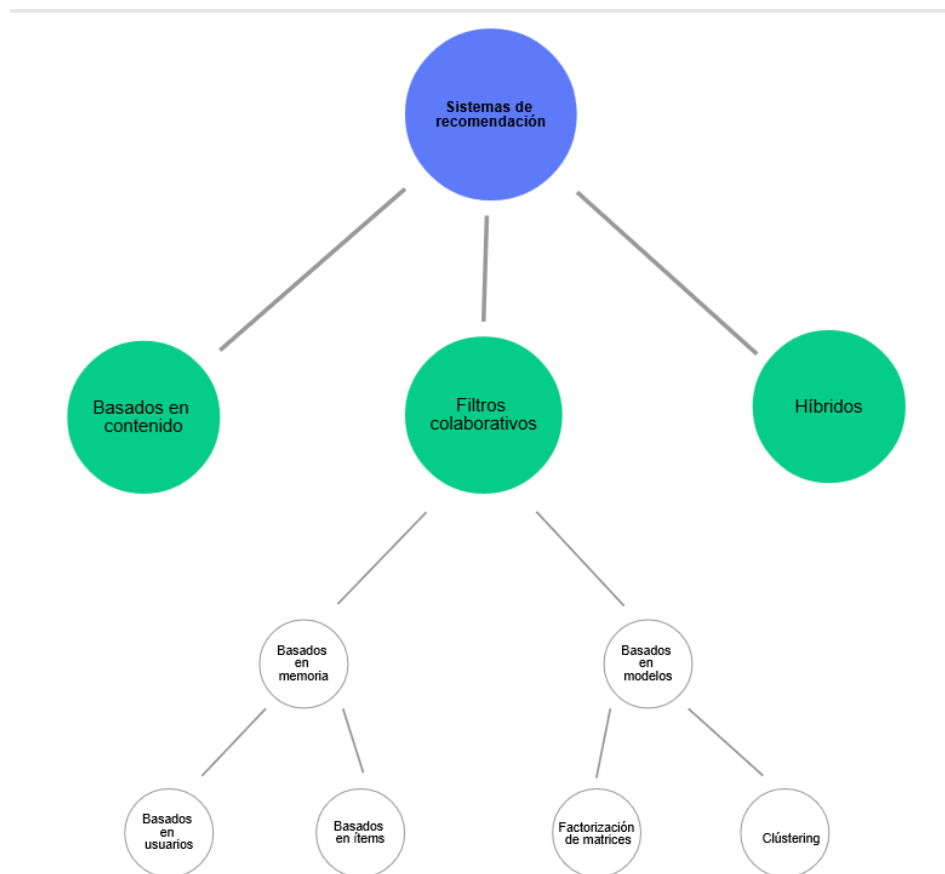 Sistemas de
recomendación
Basados en
contenido
Filtros
colaborativos
Híbridos
Basados
en
memoria
Basados
en
modelos
Basados
en
usuarios
Basados
en ítems
Factorización
de matrices
Clústering